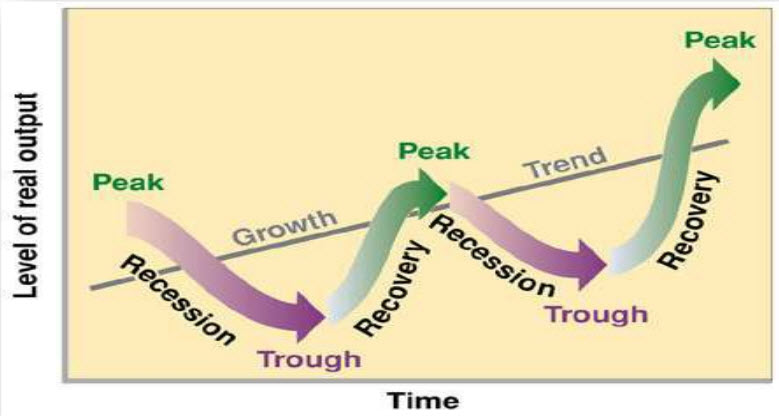 Peak
Peak
Trend
Peak
Growth
Recovery
Recession
Recession
Recovery
Trough
Trough
Level of real output
Time